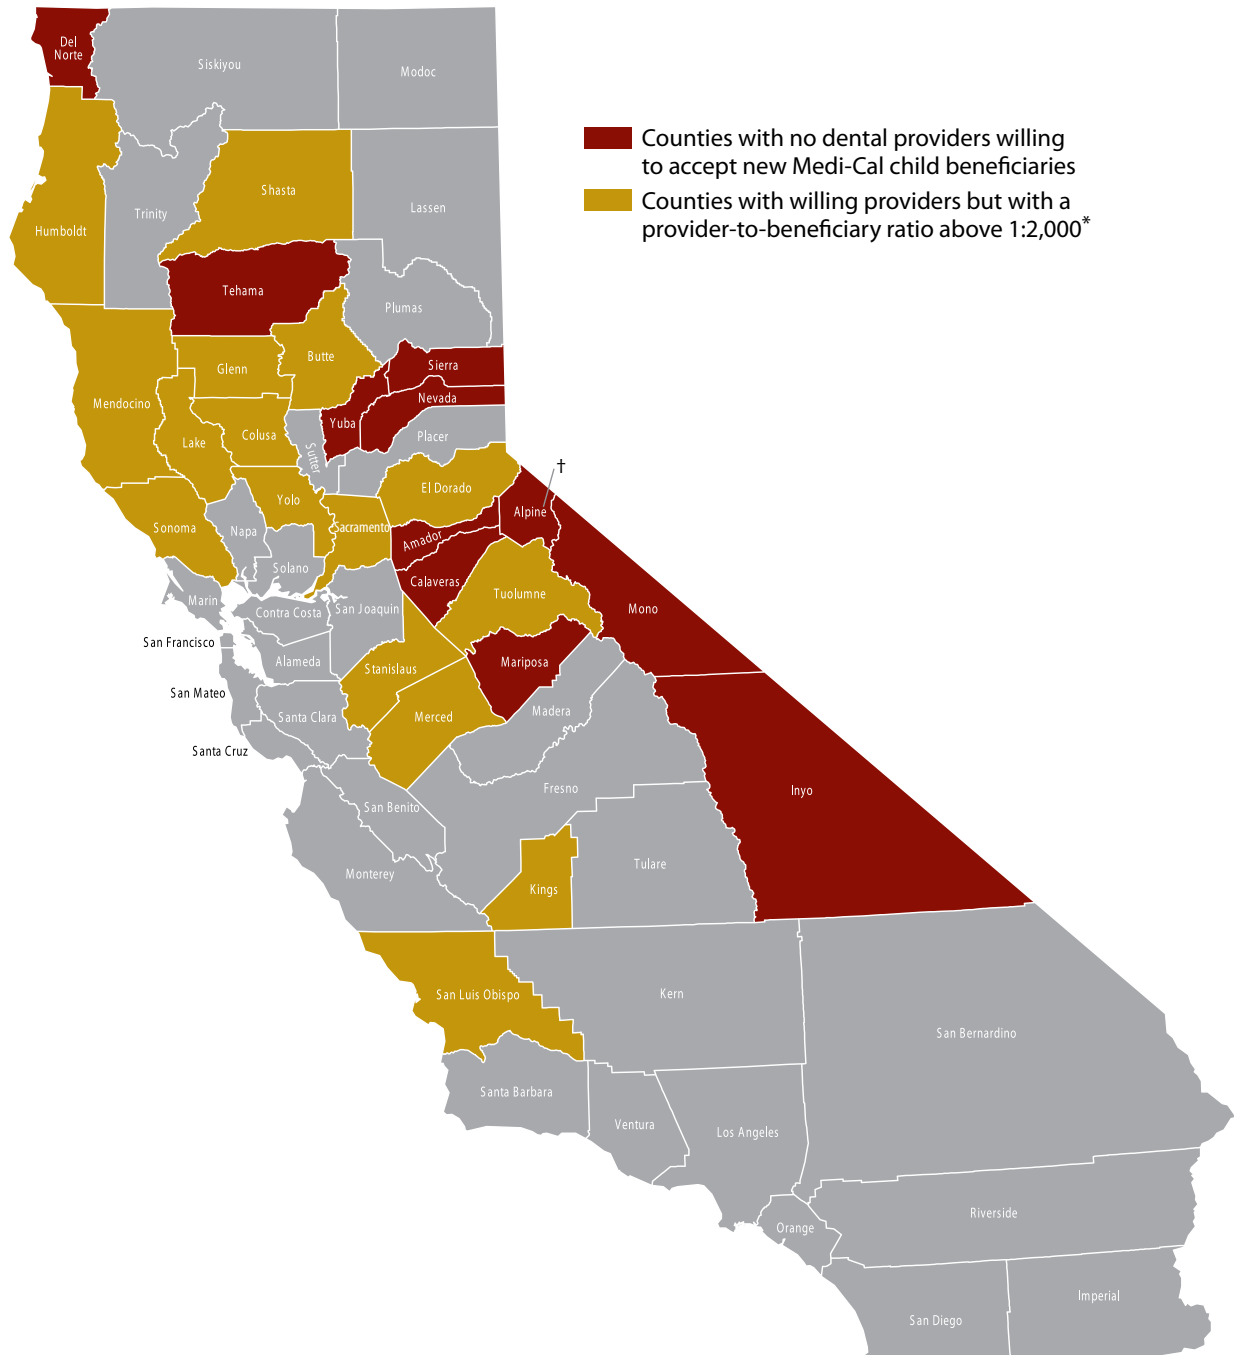 Del
Norte
Siskiyou
Modoc
Counties with no dental providers willing
to accept new Medi-Cal child beneficiaries
Counties with willing providers but with a
provider-to-beneficiary ratio above 1:2,000*
Shasta
Trinity
Lassen
Humboldt
Tehama
Plumas
Butte
Sierra
Glenn
Nevada
Mendocino
Yuba
Placer
Colusa
Lake
Sutter
†
El Dorado
Yolo
Alpine
Sonoma
Napa
Sacramento
Amador
Solano
Calaveras
Tuolumne
Marin
Contra Costa
San Joaquin
Mono
San Francisco
Alameda
Stanislaus
Mariposa
San Mateo
Santa Clara
Merced
Madera
Santa Cruz
Fresno
Inyo
San Benito
Tulare
Monterey
Kings
San Luis Obispo
Kern
San Bernardino
Santa Barbara
Ventura
Los Angeles
Riverside
Orange
Imperial
San Diego